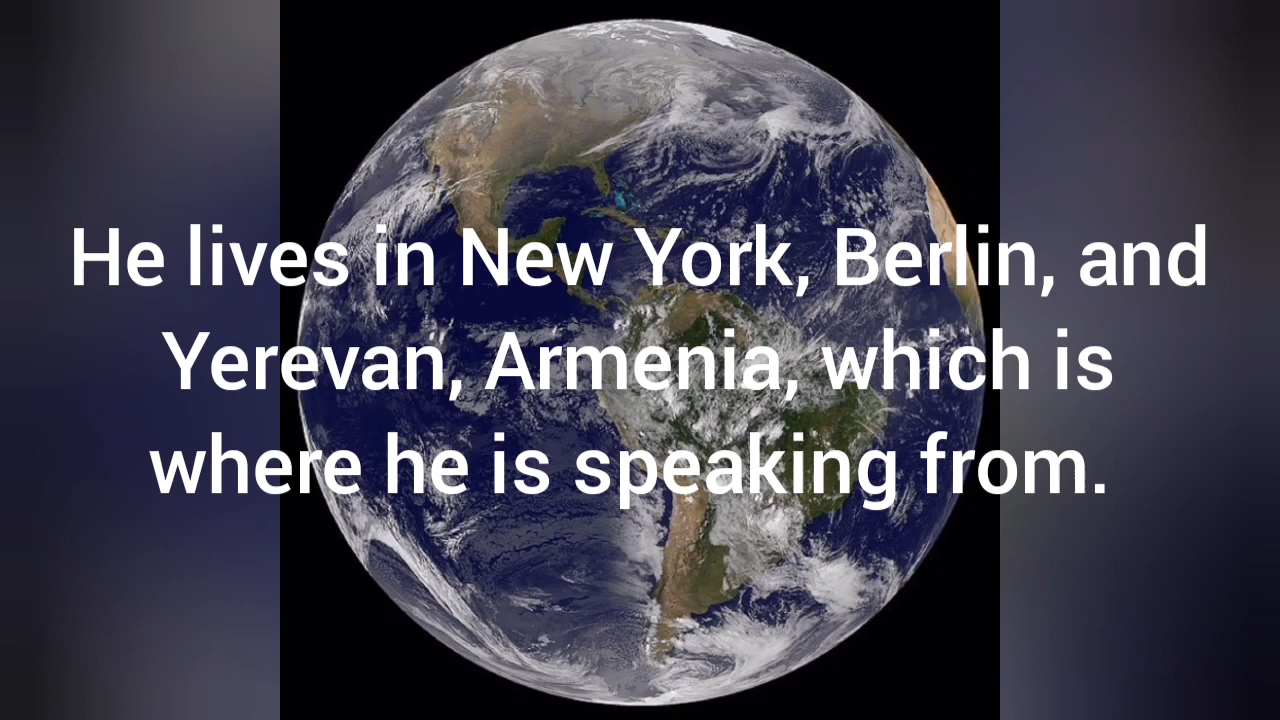 He lives in New York, Berlin, and
Yerevan, Armenia, which is
where he is speaking from.